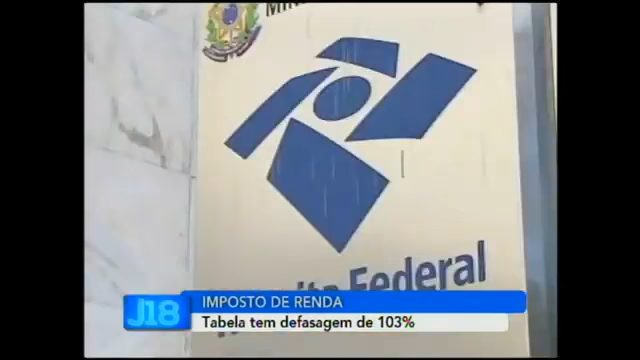 Federal
J18
IMPOSTO DE RENDA
Tabela tem defasagem de 103%